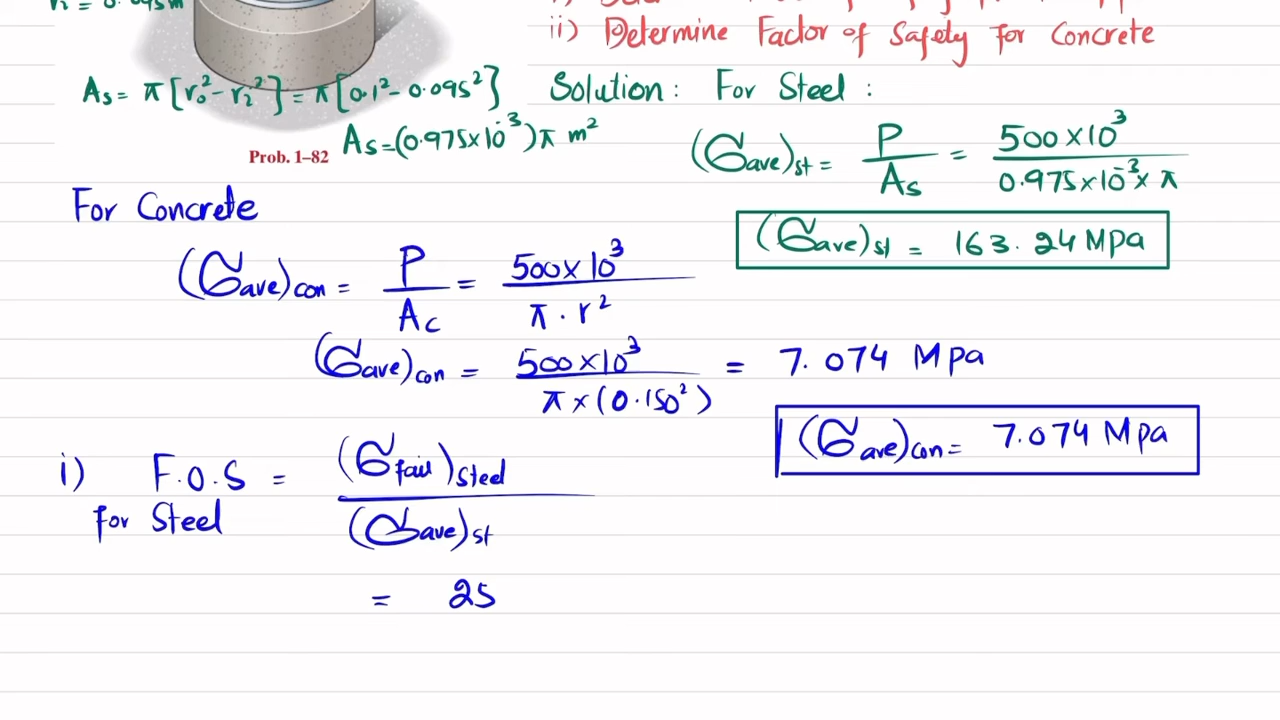 ii) Determine Factor of Safety for Concrete
As = π [r₀² - r₂²] = π[0.1² - 0.095²]
As = (0.975×10⁻³)π m²
Prob. 1–82
Solution: For Steel :
(σave)st = P/As = 500×10³/0.975×10⁻³×π
(σave)st = 163.24 MPa
For Concrete
(σave)con = P/Ac = 500×10³/π · r²
(σave)con = 500×10³/π×(0.150²) = 7.074 MPa
(σave)con = 7.074 MPa
i) F.O.S for Steel = (σfail)steel/(σave)st
= 25